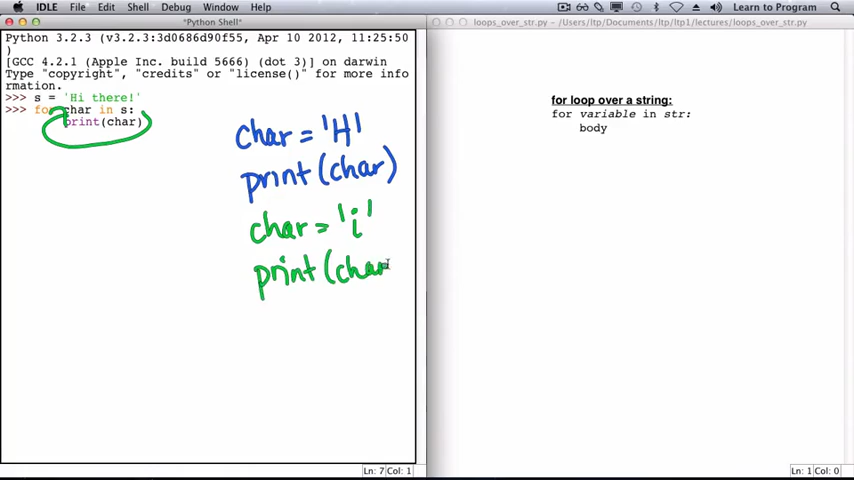 IDLE File Edit Shell Debug Window Help Learn to Program
*Python Shell*
Python 3.2.3 (v3.2.3:3d0686d90f55, Apr 10 2012, 11:25:50
)
[GCC 4.2.1 (Apple Inc. build 5666) (dot 3)] on darwin
Type "copyright", "credits" or "license()" for more info
rmation.
>>> s = 'Hi there!'
>>> for char in s:
print(char)
char = 'H'
print(char)
char = 'i'
print(char
Ln: 7 Col: 1
loops_over_str.py - /Users/ltp/Documents/ltp/ltp1/lectures/loops_over_str.py
for loop over a string:
for variable in str:
body
Ln: 1 Col: 0